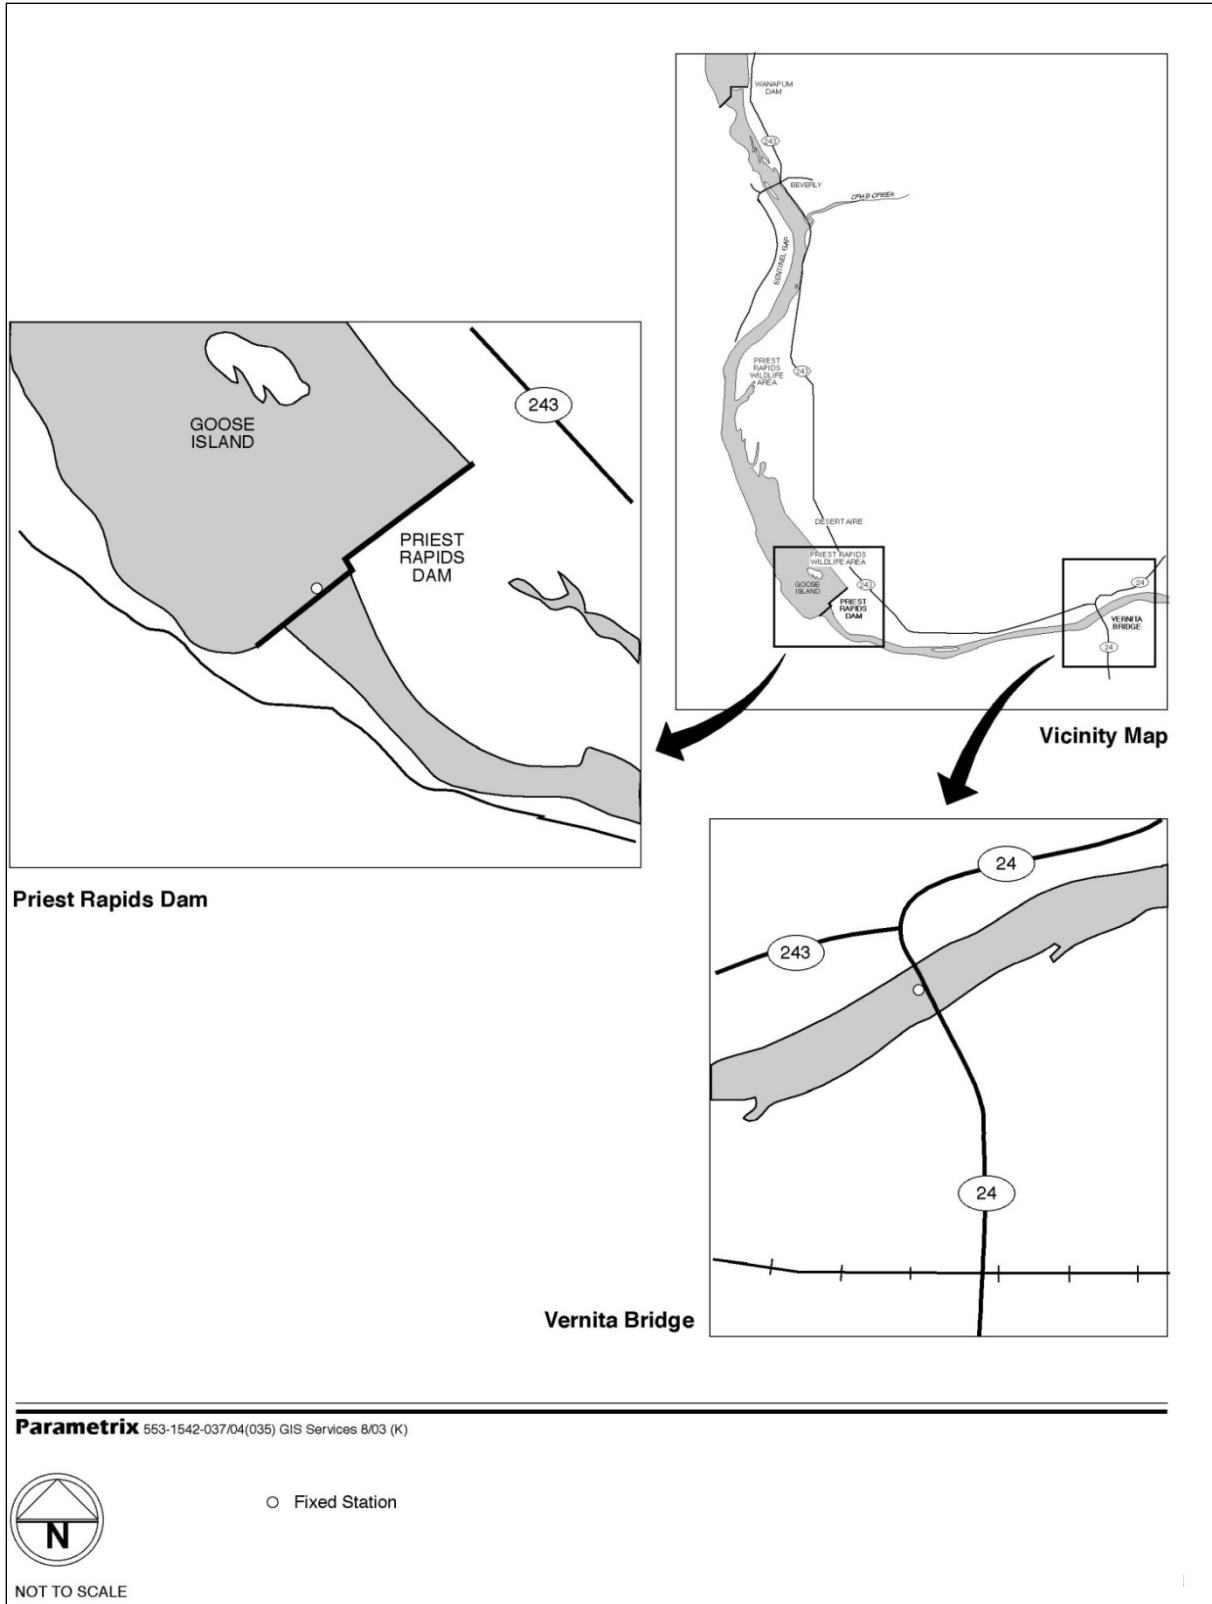 WANAPUM
DAM
243
BEVERLY
CRAB CREEK
SENTINEL GAP
PRIEST
RAPIDS
WILDLIFE
AREA
243
DESERT AIRE
PRIEST RAPIDS
WILDLIFE AREA
GOOSE
ISLAND
243
PRIEST
RAPIDS
DAM
24
VERNITA
BRIDGE
24
Vicinity Map
GOOSE
ISLAND
243
PRIEST
RAPIDS
DAM
Priest Rapids Dam
24
243
24
Vernita Bridge
Parametrix 553-1542-037/04(035) GIS Services 8/03 (K)
N
Fixed Station
NOT TO SCALE